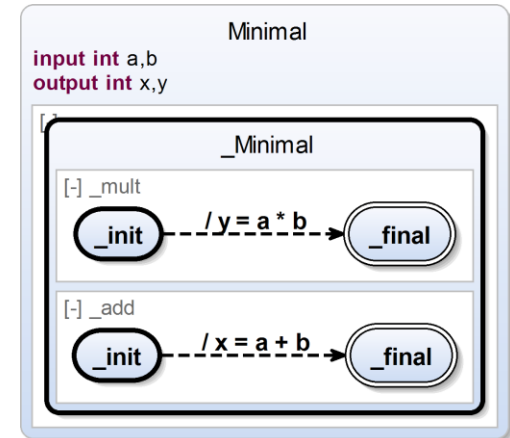 Minimal
input int a,b
output int x,y
[-]
_Minimal
[-] _mult
_init
/ y = a * b
_final
[-] _add
_init
/ x = a + b
_final